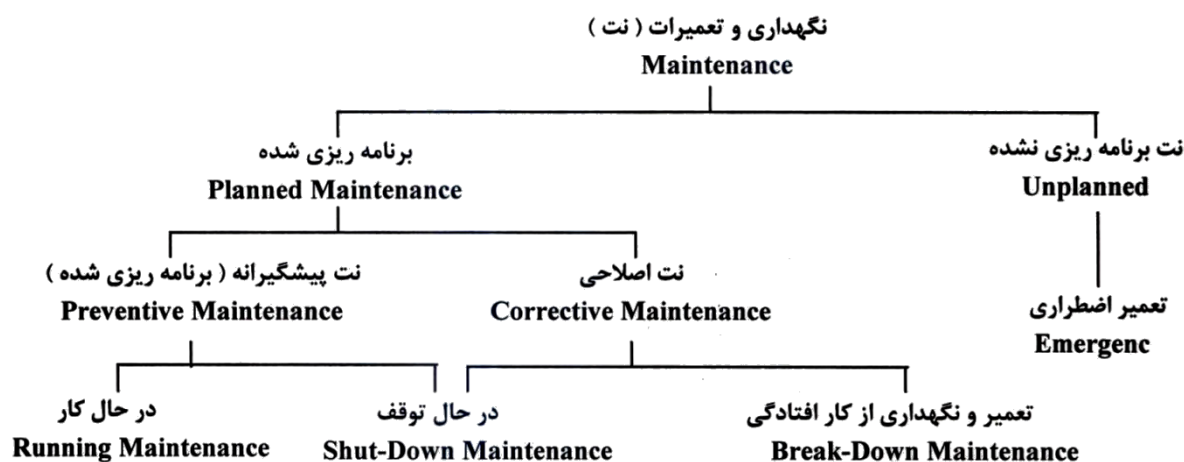 نگهداری و تعمیرات ( نت )
Maintenance
برنامه ریزی شده
Planned Maintenance
نت برنامه ریزی نشده
Unplanned
نت پیشگیرانه ( برنامه ریزی شده )
Preventive Maintenance
نت اصلاحی
Corrective Maintenance
تعمیر اضطراری
Emergenc
در حال کار
Running Maintenance
در حال توقف
Shut-Down Maintenance
تعمیر و نگهداری از کار افتادگی
Break-Down Maintenance